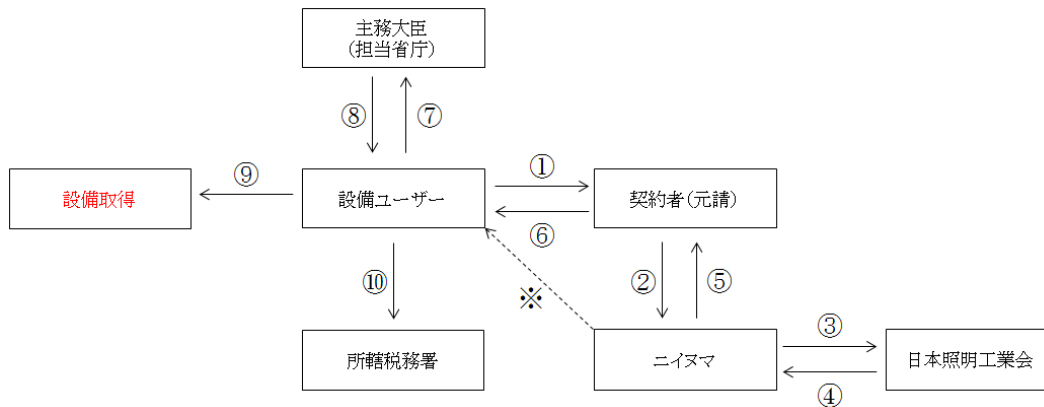 主務大臣
(担当省庁)
⑧
⑦
⑨
①
設備取得
設備ユーザー
契約者(元請)
⑥
②
⑤
⑩
※
③
所轄税務署
ニイヌマ
日本照明工業会
④